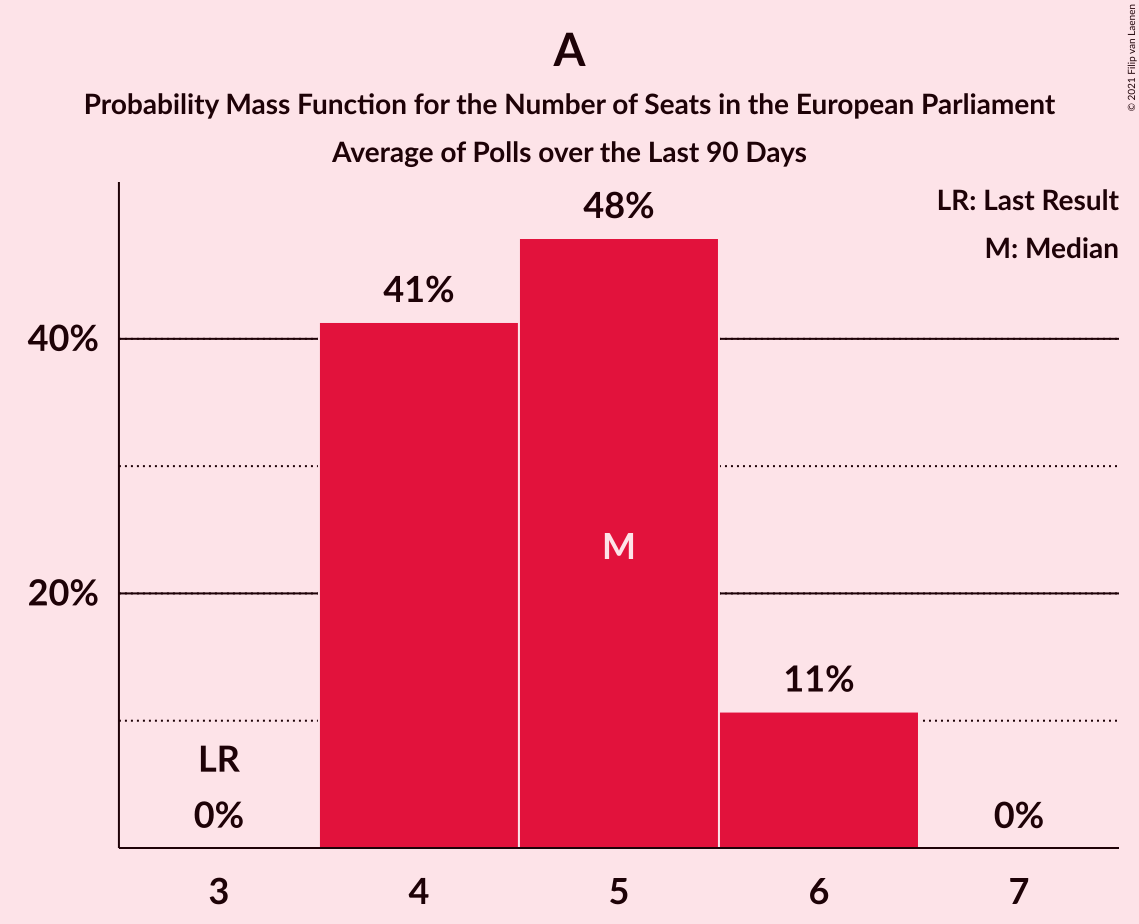 A
Probability Mass Function for the Number of Seats in the European Parliament
Average of Polls over the Last 90 Days
© 2021 Filip van Laenen
LR: Last Result
M: Median
48%
41%
40%
M
20%
11%
LR
0%
0%
3 4 5 6 7